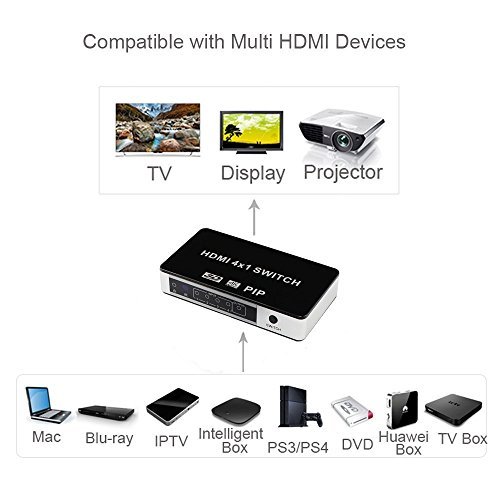 Compatible with Multi HDMI Devices
TV
Display
Projector
HDMI 4x1 SWITCH
PIP
SWITCH
Mac
Blu-ray
IPTV
Intelligent
Box
PS3/PS4
DVD
Huawei
Box
TV Box